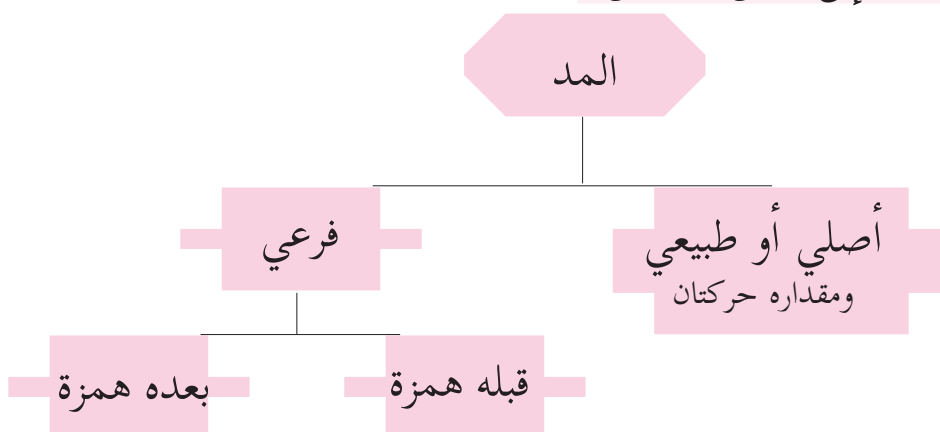 المد
أصلي أو طبيعي
ومقداره حركتان
فرعي
قبله همزة
بعده همزة